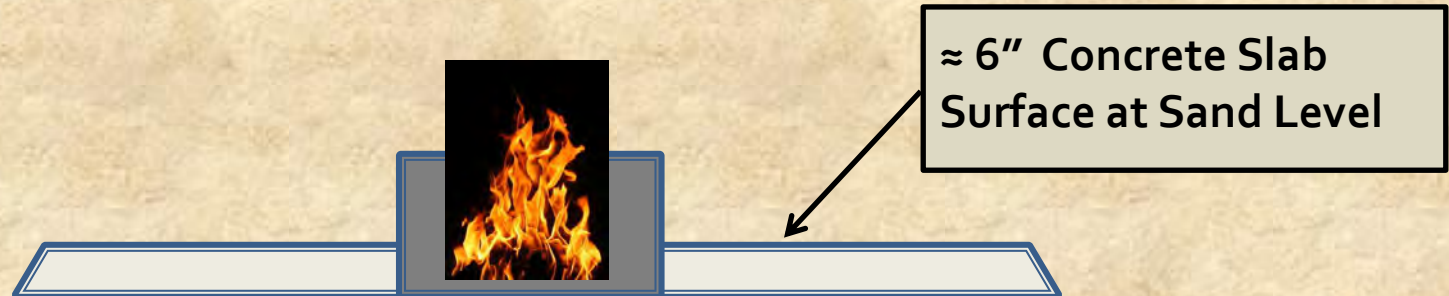 ≈ 6” Concrete Slab
Surface at Sand Level